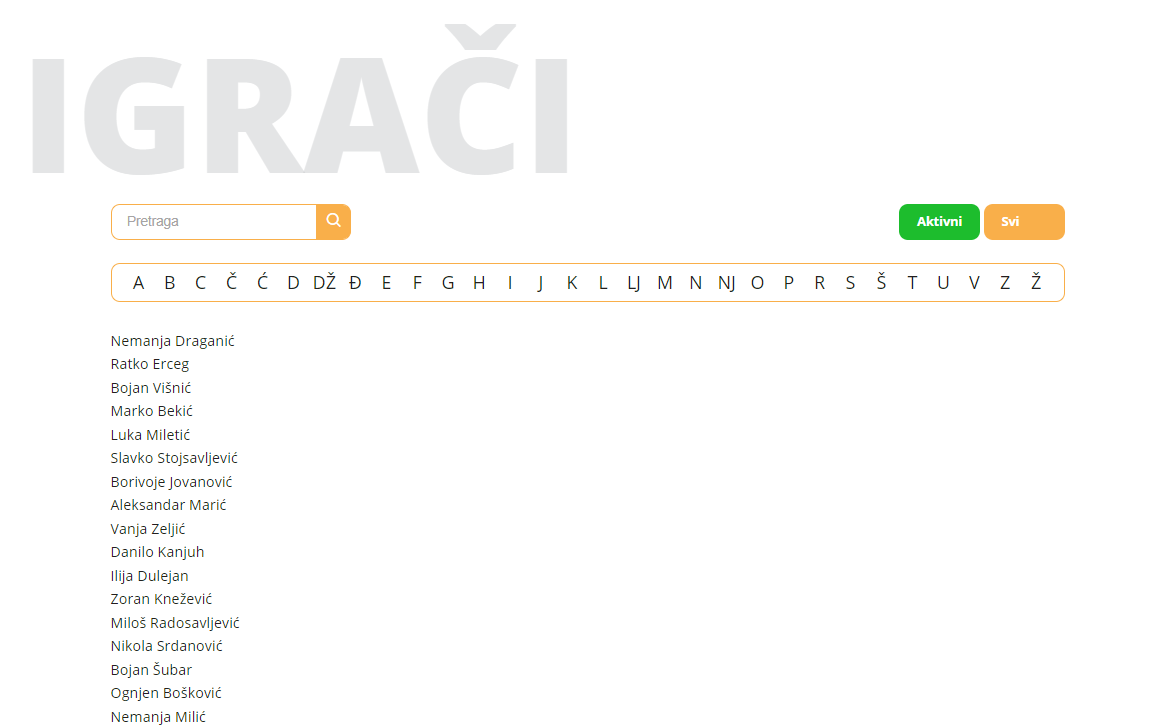 IGRAČI
Pretraga
Aktivni Svi
A B C Č Ć D DŽ Đ E F G H I J K L LJ M N NJ O P R S Š T U V Z Ž
Nemanja Draganić
Ratko Erceg
Bojan Višnić
Marko Bekić
Luka Miletić
Slavko Stojsavljević
Borivoje Jovanović
Aleksandar Marić
Vanja Zeljić
Danilo Kanjuh
Ilija Dulejan
Zoran Knežević
Miloš Radosavljević
Nikola Srdanović
Bojan Šubar
Ognjen Bošković
Nemanja Milić